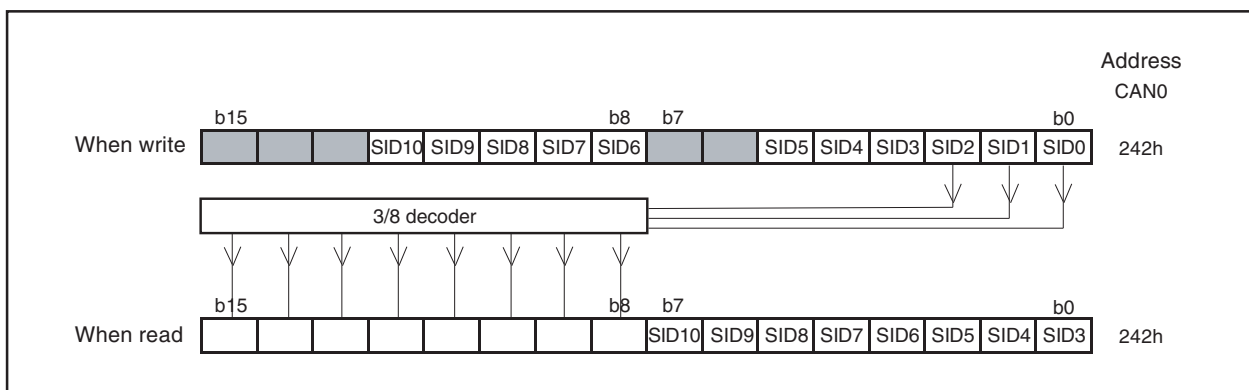 Address
CAN0
b15 b8 b7 b0
When write SID10 SID9 SID8 SID7 SID6 SID5 SID4 SID3 SID2 SID1 SID0 242h
3/8 decoder
b15 b8 b7 b0
When read SID10 SID9 SID8 SID7 SID6 SID5 SID4 SID3 242h